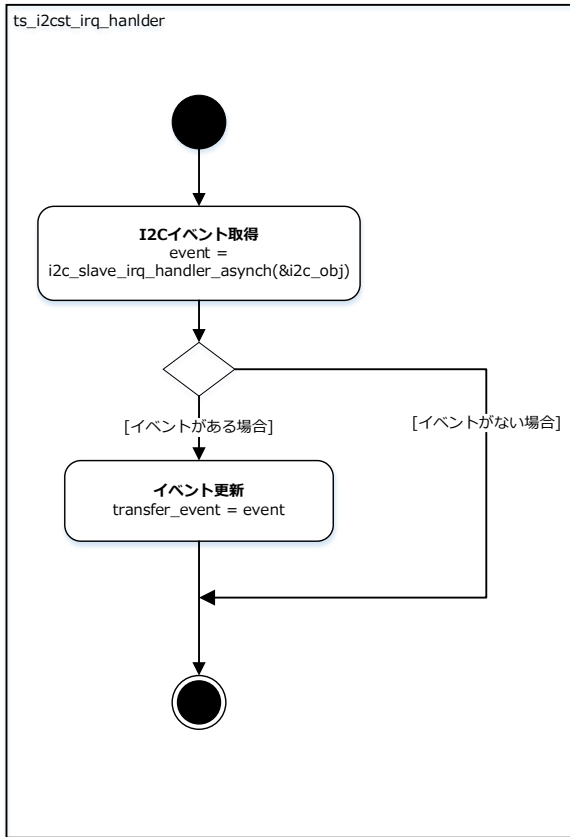 ts_i2cst_irq_hanlder
I2Cイベント取得
event =
i2c_slave_irq_handler_asynch(&i2c_obj)
[イベントがある場合]
[イベントがない場合]
イベント更新
transfer_event = event